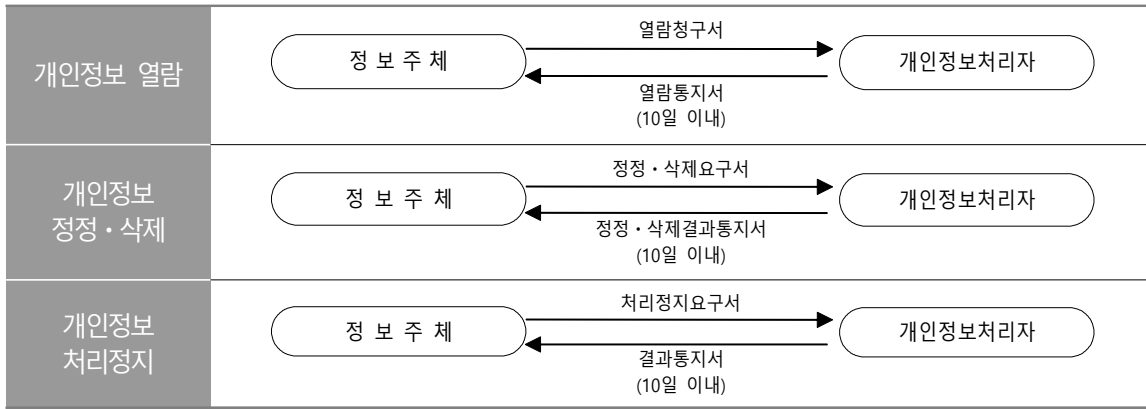 개인정보 열람
정 보 주 체
열람청구서
개인정보처리자
열람통지서
(10일 이내)
개인정보
정정・삭제
정 보 주 체
정정・삭제요구서
개인정보처리자
정정・삭제결과통지서
(10일 이내)
개인정보
처리정지
정 보 주 체
처리정지요구서
개인정보처리자
결과통지서
(10일 이내)